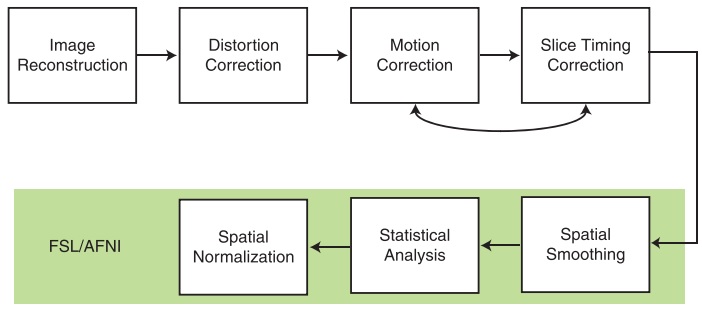 Image
Reconstruction
Distortion
Correction
Motion
Correction
Slice Timing
Correction
FSL/AFNI
Spatial
Normalization
Statistical
Analysis
Spatial
Smoothing